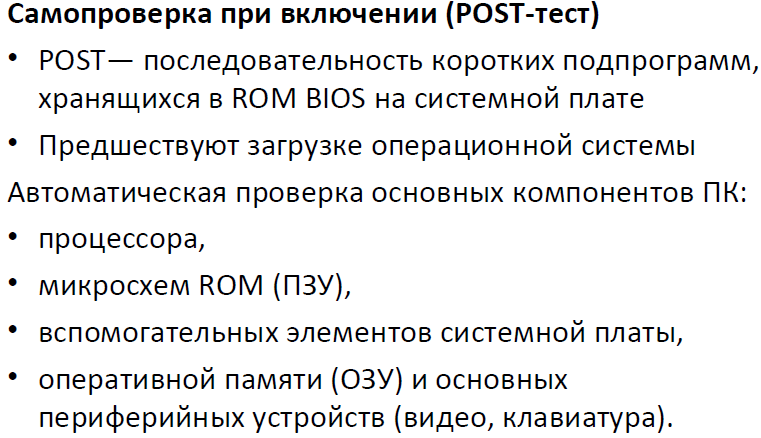 Самопроверка при включении (POST-тест)
• POST— последовательность коротких подпрограмм,
хранящихся в ROM BIOS на системной плате
• Предшествуют загрузке операционной системы
Автоматическая проверка основных компонентов ПК:
• процессора,
• микросхем ROM (ПЗУ),
• вспомогательных элементов системной платы,
• оперативной памяти (ОЗУ) и основных
периферийных устройств (видео, клавиатура).